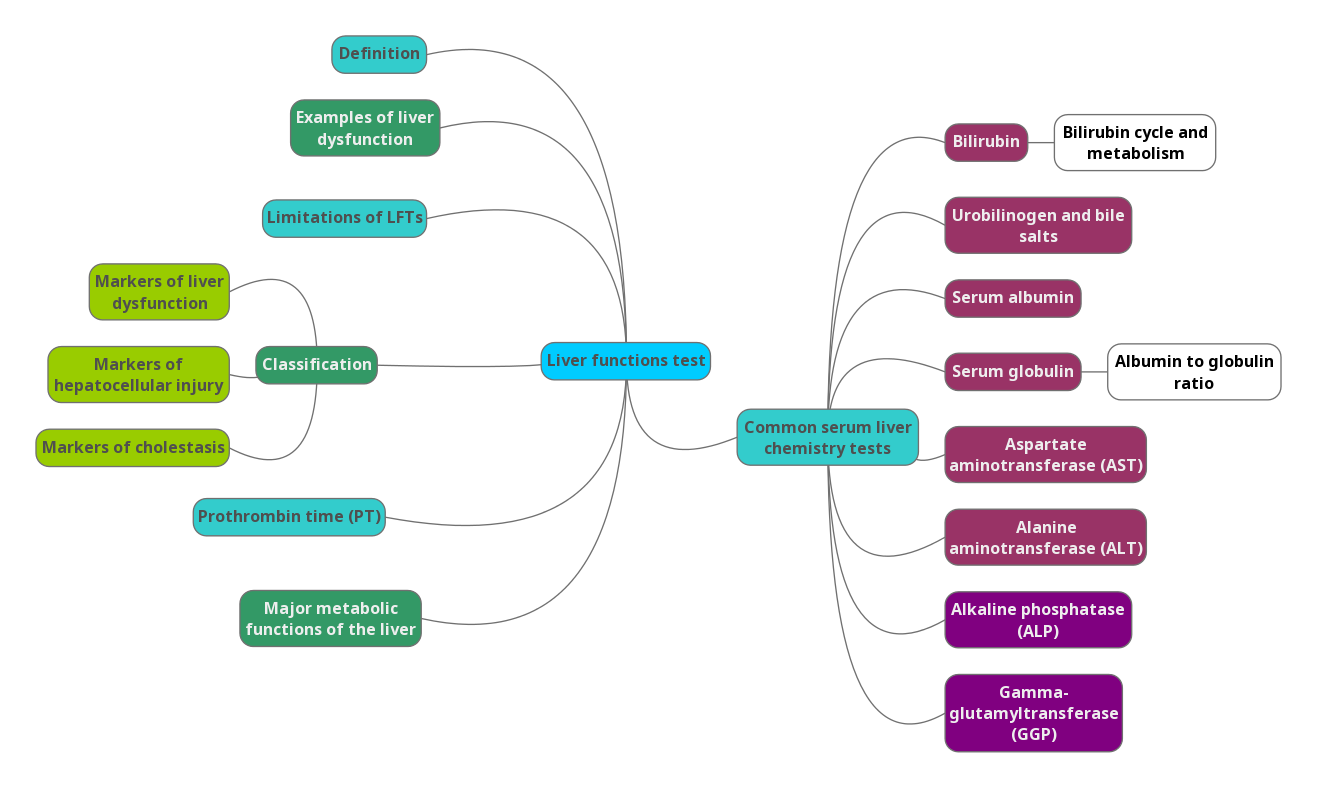 Definition
Examples of liver
dysfunction
Limitations of LFTs
Markers of liver
dysfunction
Markers of
hepatocellular injury
Markers of cholestasis
Classification
Prothrombin time (PT)
Major metabolic
functions of the liver
Liver functions test
Common serum liver
chemistry tests
Bilirubin
Bilirubin cycle and
metabolism
Urobilinogen and bile
salts
Serum albumin
Serum globulin
Albumin to globulin
ratio
Aspartate
aminotransferase (AST)
Alanine
aminotransferase (ALT)
Alkaline phosphatase
(ALP)
Gamma-
glutamyltransferase
(GGP)